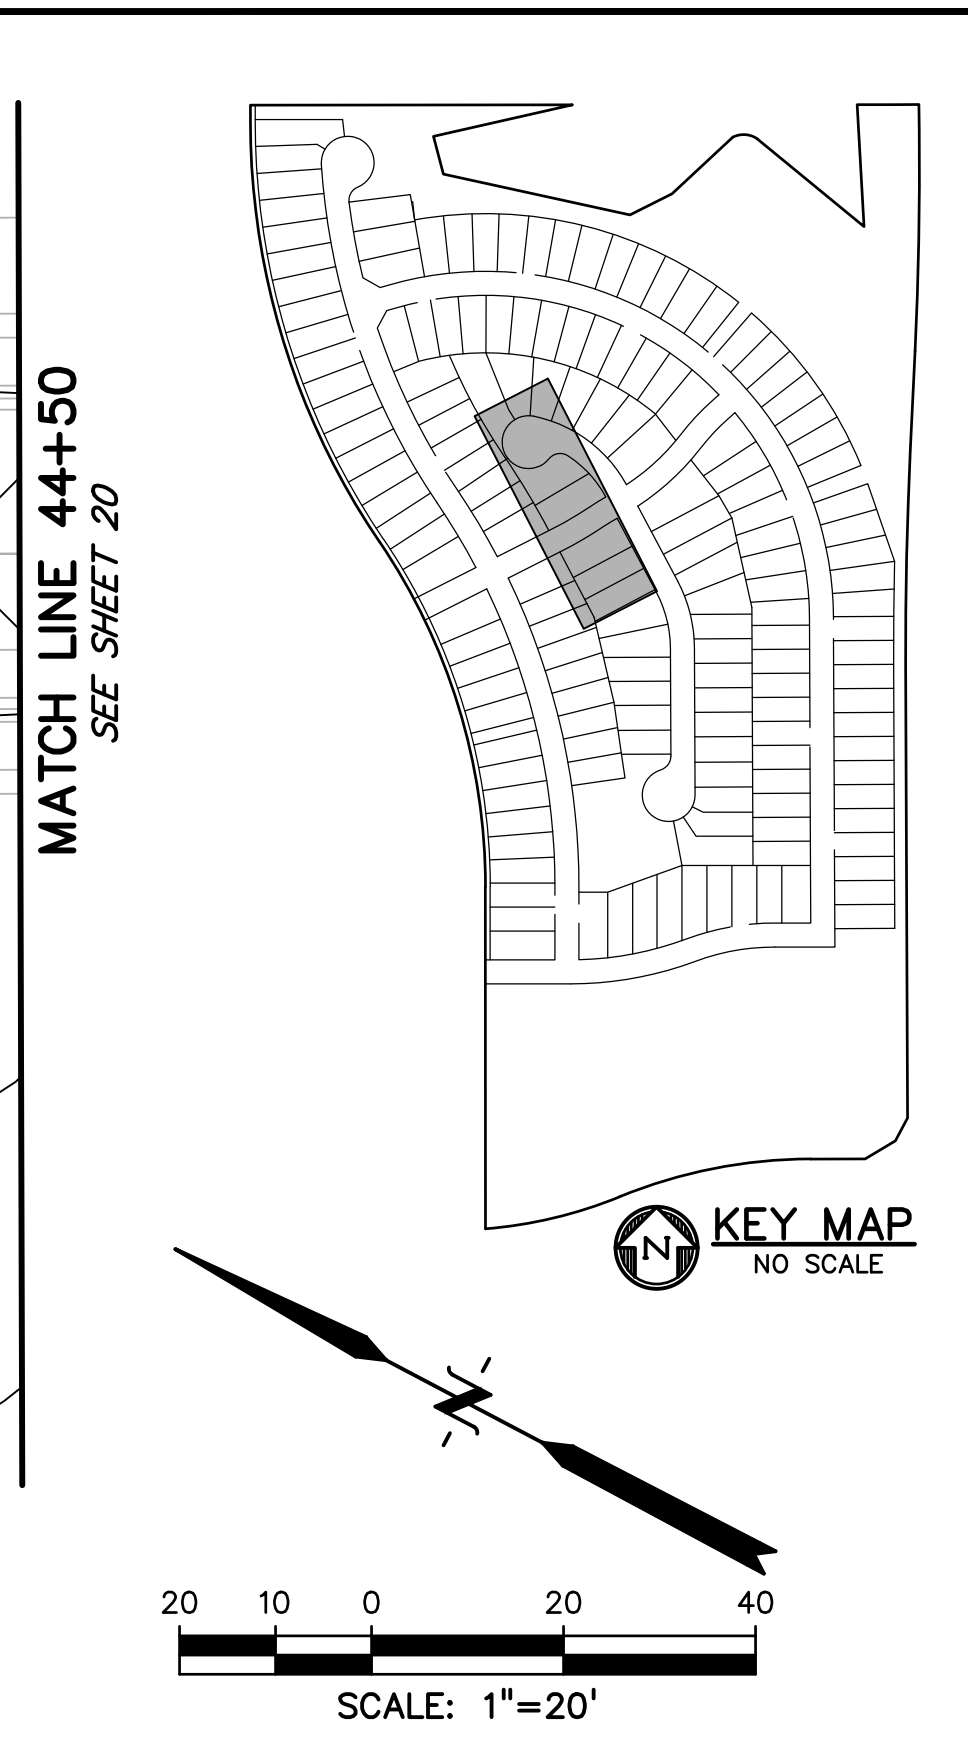 MATCH LINE 44+50
SEE SHEET 20
N
KEY MAP
NO SCALE
20 10 0 20 40
SCALE: 1"=20'